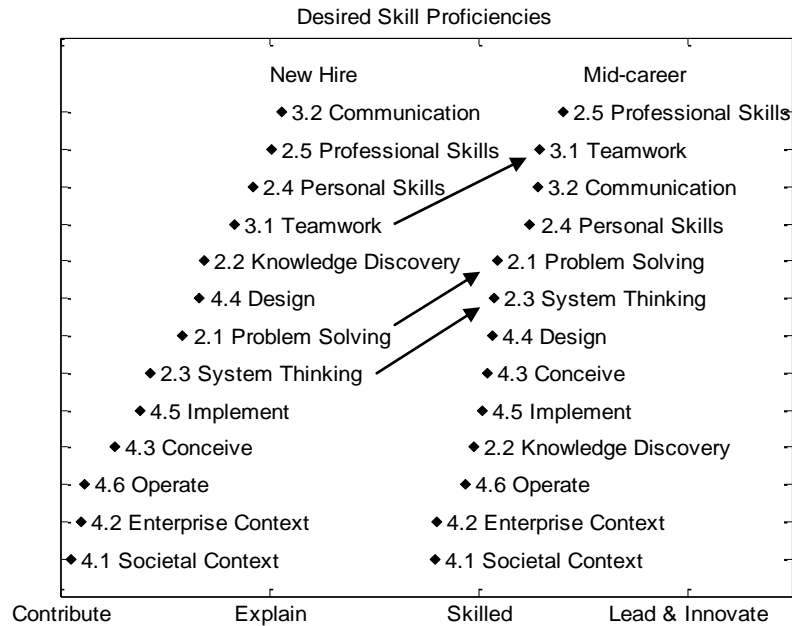 Desired Skill Proficiencies
New Hire Mid-career
3.2 Communication 2.5 Professional Skills
2.5 Professional Skills 3.1 Teamwork
2.4 Personal Skills 3.2 Communication
3.1 Teamwork 2.4 Personal Skills
2.2 Knowledge Discovery 2.1 Problem Solving
4.4 Design 2.3 System Thinking
2.1 Problem Solving 4.4 Design
2.3 System Thinking 4.3 Conceive
4.5 Implement 4.5 Implement
4.3 Conceive 2.2 Knowledge Discovery
4.6 Operate 4.6 Operate
4.2 Enterprise Context 4.2 Enterprise Context
4.1 Societal Context 4.1 Societal Context
Contribute Explain Skilled Lead & Innovate